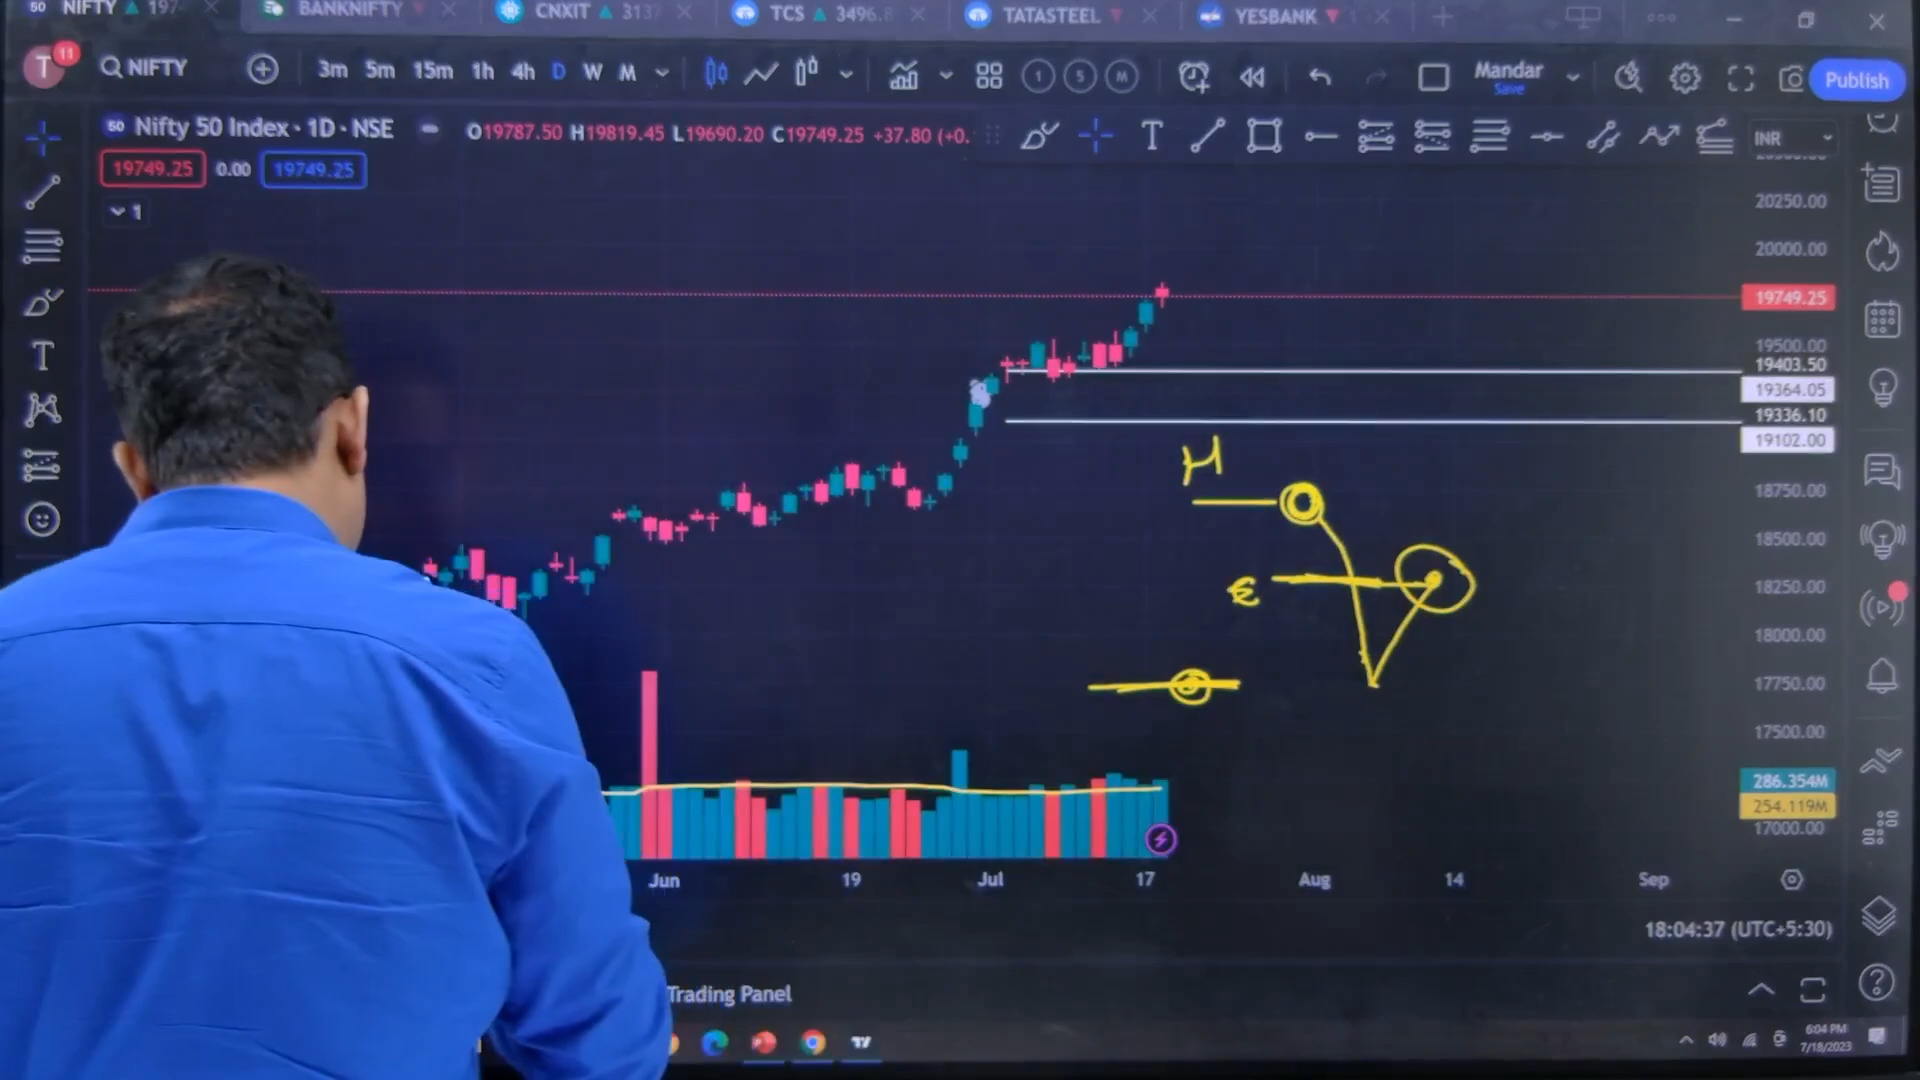 50 NIFTY ▲ 197
BANKNIFTY ▼
CNXIT ▲ 3137
TCS ▲ 3496.8
TATASTEEL ▼
YESBANK ▼
T 11
NIFTY
3m 5m 15m 1h 4h D W M
1 5 M
Mandar
Save
Publish
50 Nifty 50 Index · 1D · NSE
O19787.50 H19819.45 L19690.20 C19749.25 +37.80 (+0.
T
INR
19749.25 0.00 19749.25
1
20250.00
20000.00
19749.25
19500.00
19403.50
19364.05
19336.10
19102.00
H
18750.00
18500.00
18250.00
18000.00
17750.00
17500.00
286.354M
254.119M
17000.00
Jun 19 Jul 17 Aug 14 Sep
18:04:37 (UTC+5:30)
Trading Panel
6:04 PM
7/18/2023